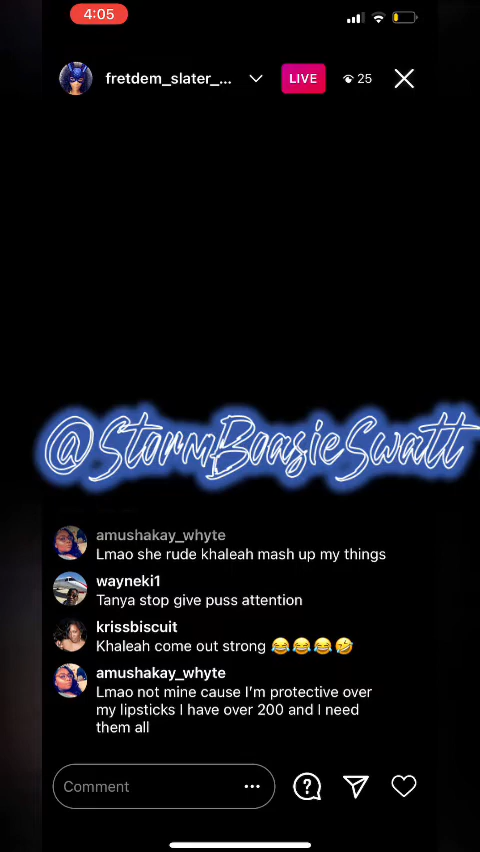 4:05
fretdem_slater_...
LIVE
25
@StormBoasieSwatt
amushakay_whyte
Lmao she rude khaleah mash up my things
wayneki1
Tanya stop give puss attention
krissbiscuit
Khaleah come out strong 😂😂😂🤣
amushakay_whyte
Lmao not mine cause I'm protective over
my lipsticks I have over 200 and I need
them all
Comment